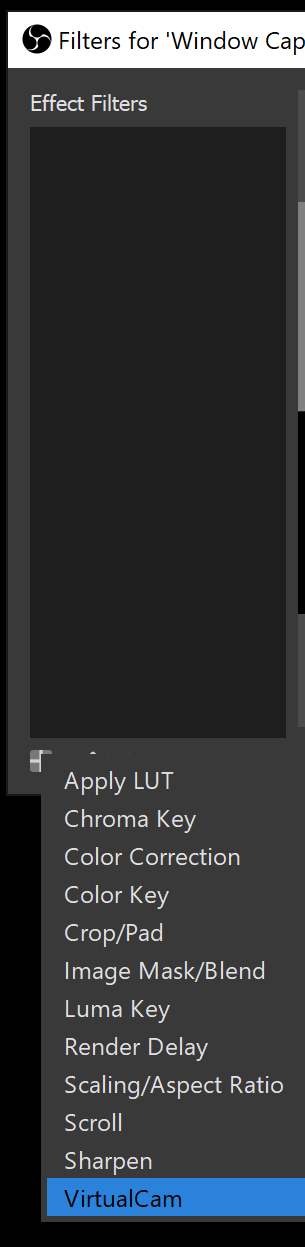 Filters for 'Window Cap
Effect Filters
Apply LUT
Chroma Key
Color Correction
Color Key
Crop/Pad
Image Mask/Blend
Luma Key
Render Delay
Scaling/Aspect Ratio
Scroll
Sharpen
VirtualCam